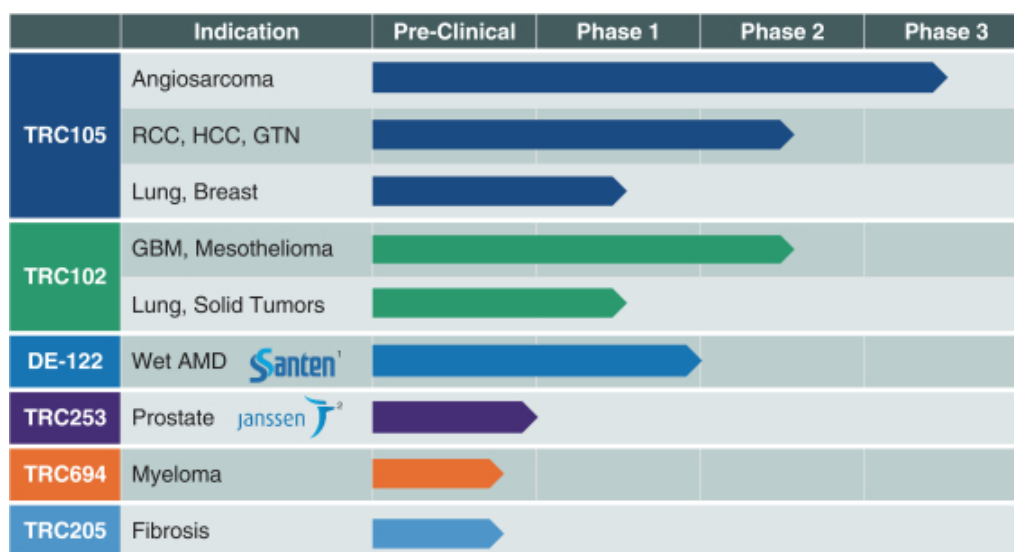 Indication Pre-Clinical Phase 1 Phase 2 Phase 3
TRC105
Angiosarcoma
RCC, HCC, GTN
Lung, Breast
TRC102
GBM, Mesothelioma
Lung, Solid Tumors
DE-122 Wet AMD Santen 1
TRC253 Prostate janssen 2
TRC694 Myeloma
TRC205 Fibrosis